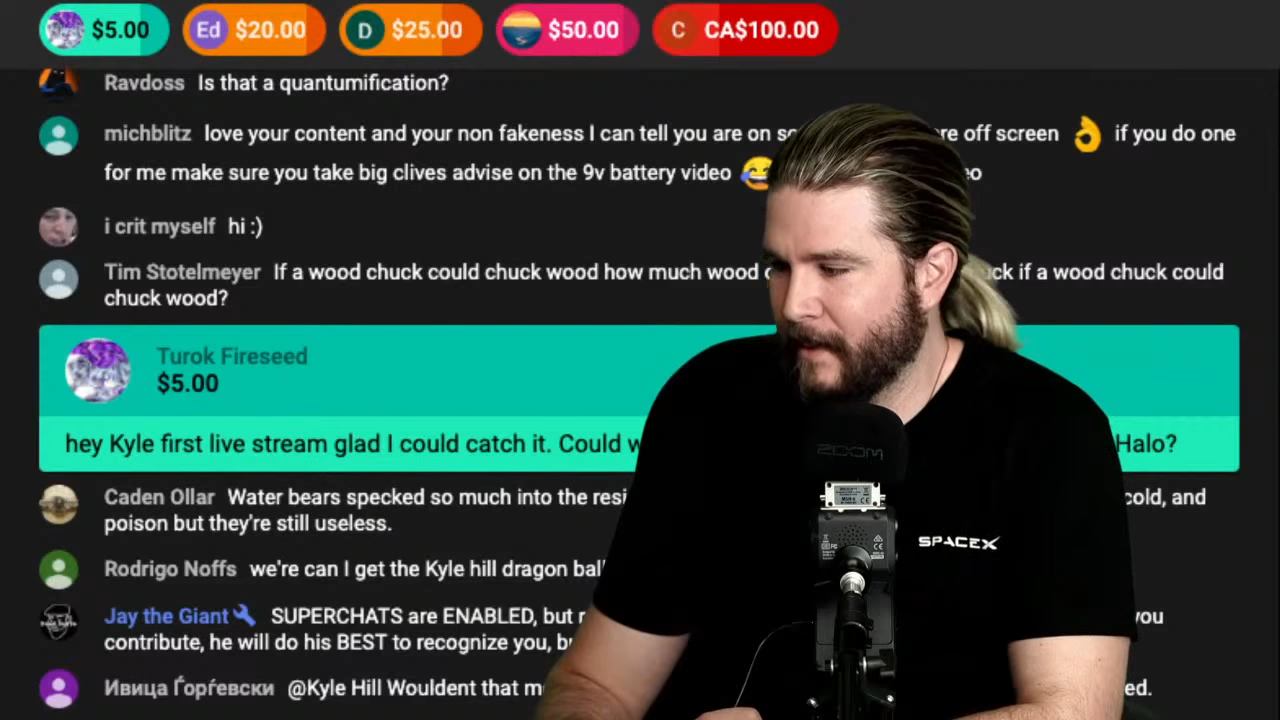 $5.00 Ed $20.00 D $25.00 $50.00 C CA$100.00
Ravdoss Is that a quantumification?
michblitz love your content and your non fakeness I can tell you are on re off screen 👌 if you do one
for me make sure you take big clives advise on the 9v battery video 😂
i crit myself hi :)
Tim Stotelmeyer If a wood chuck could chuck wood how much wood if a wood chuck could
chuck wood?
Turok Fireseed
$5.00
hey Kyle first live stream glad I could catch it. Could Halo?
Caden Ollar Water bears specked so much into the cold, and
poison but they're still useless.
Rodrigo Noffs we're can I get the Kyle hill dragon
Jay the Giant SUPERCHATS are ENABLED, but you
contribute, he will do his BEST to recognize you,
Ивица Ѓорѓевски @Kyle Hill Wouldent that
ZOOM
SPACEX